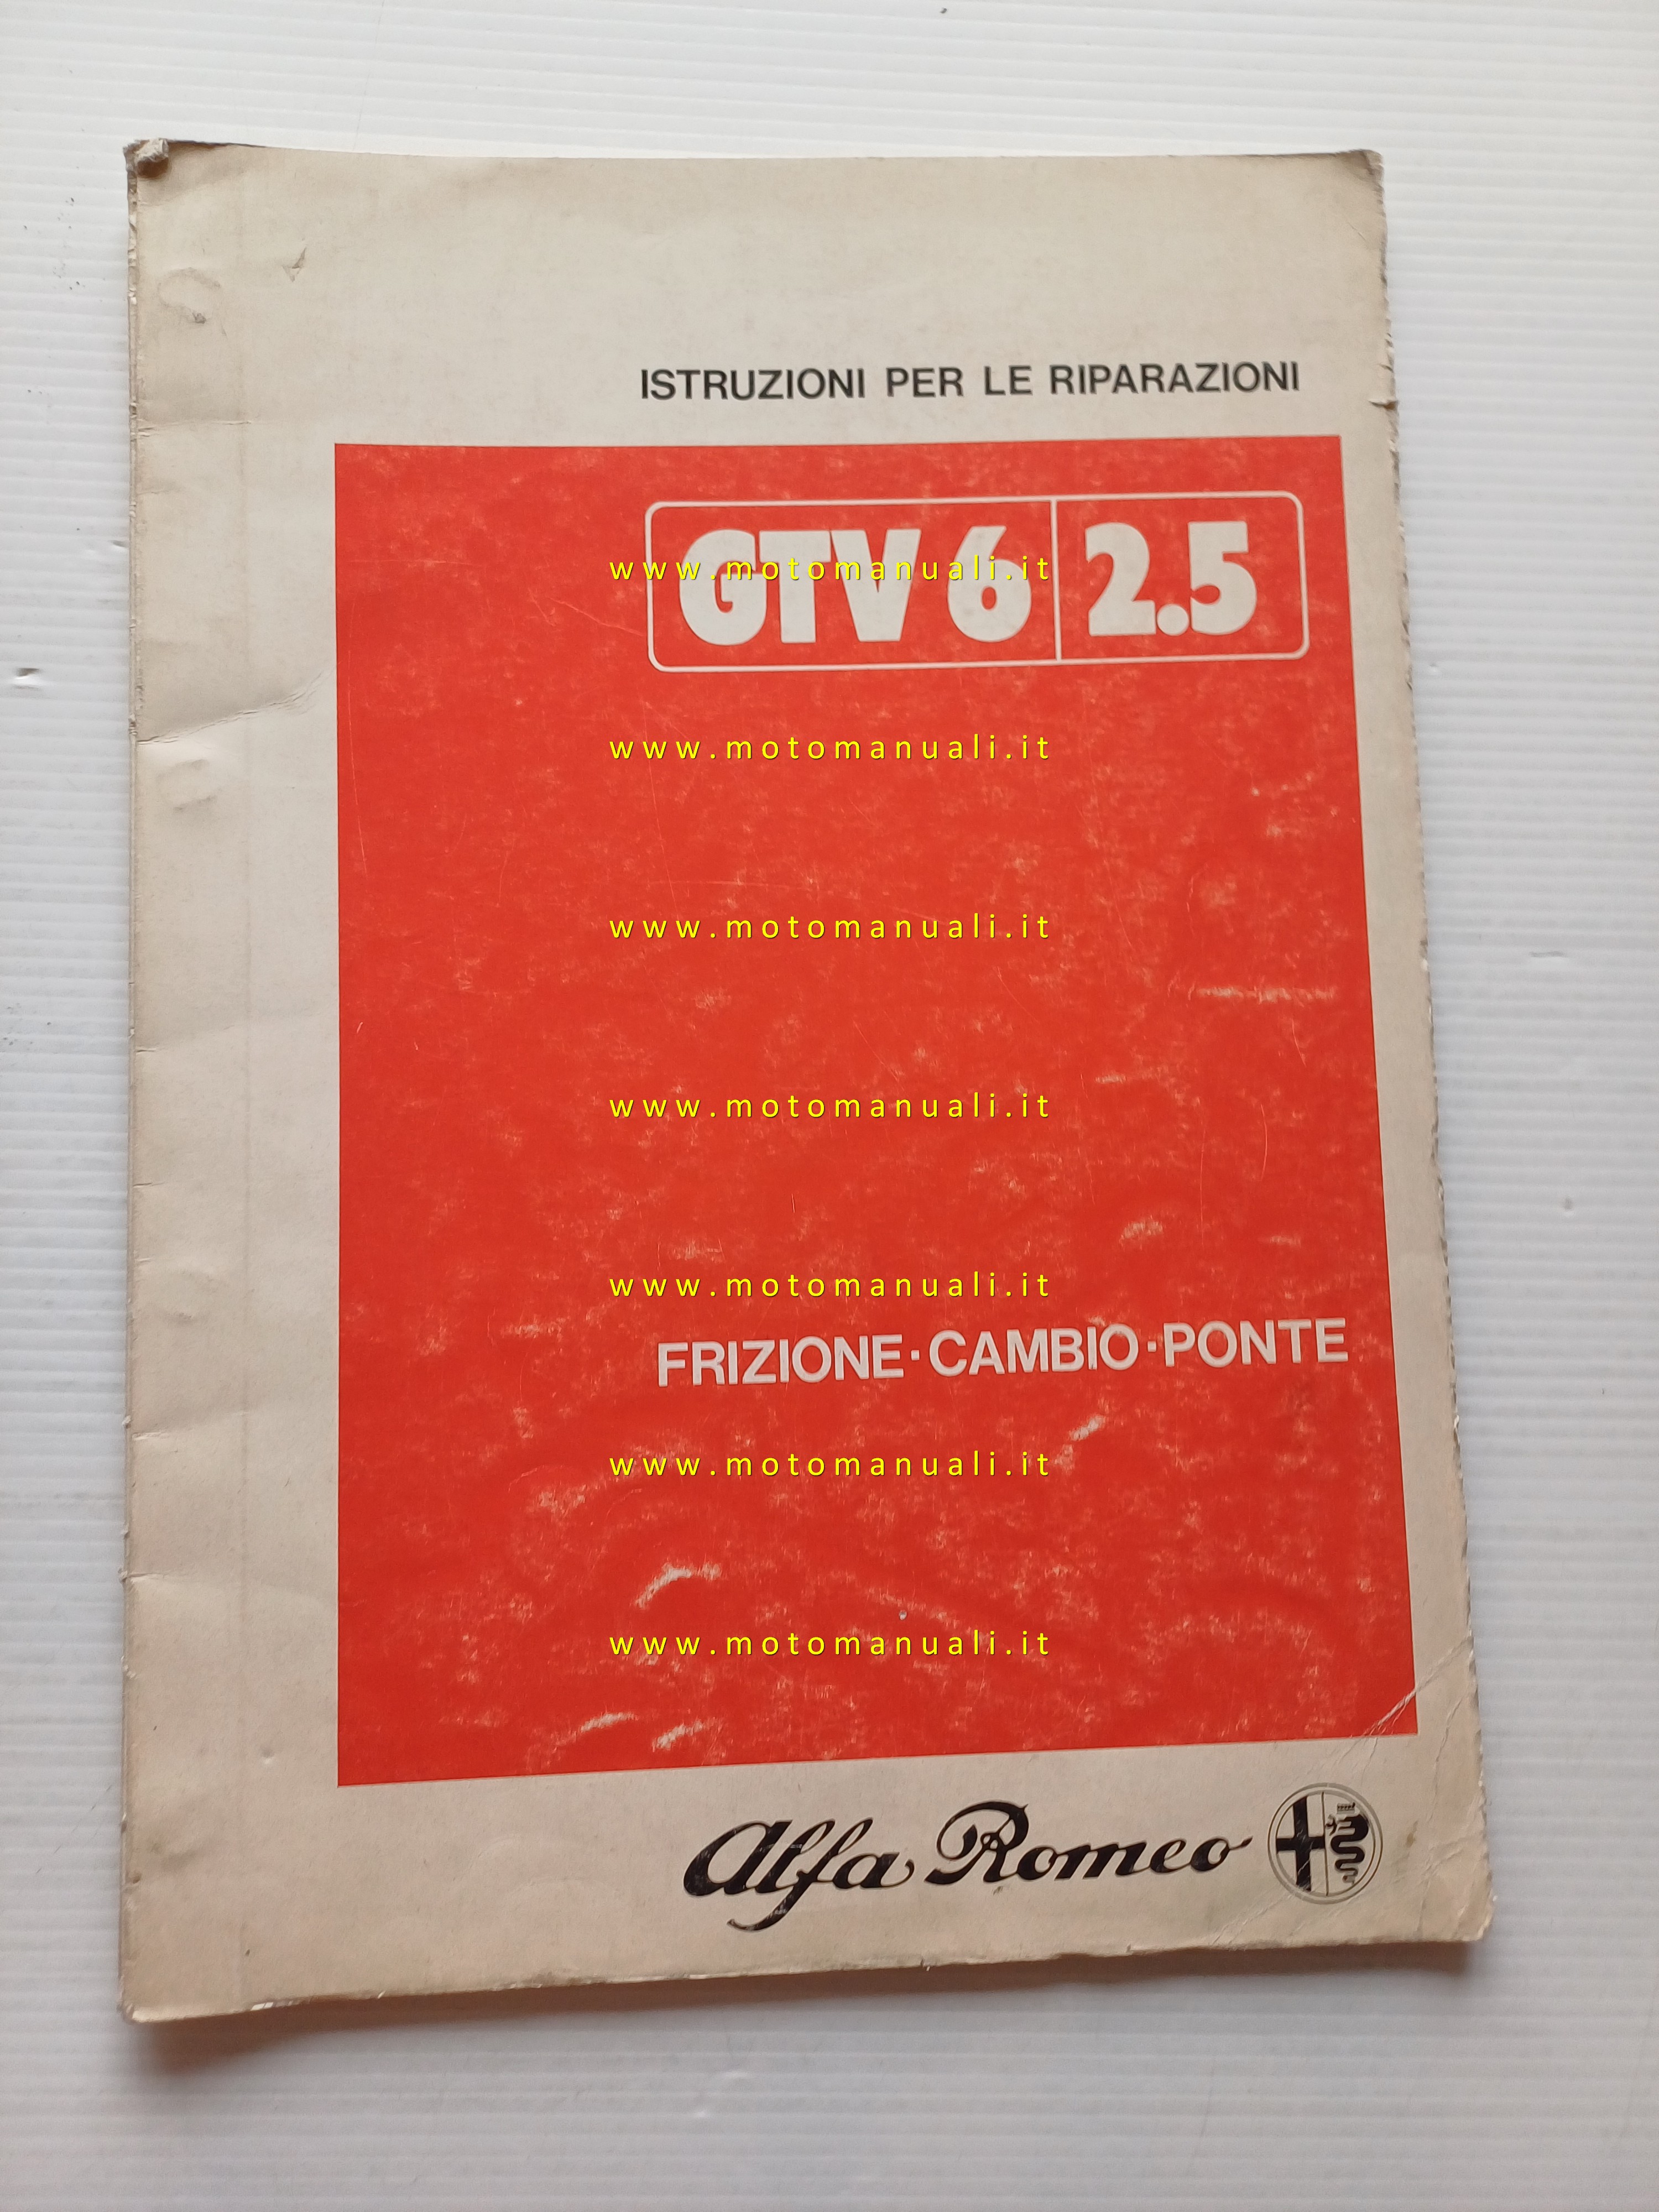 ISTRUZIONI PER LE RIPARAZIONI
GTV 6 2.5
www.motomanuali.it
www.motomanuali.it
www.motomanuali.it
www.motomanuali.it
www.motomanuali.it
FRIZIONE·CAMBIO·PONTE
www.motomanuali.it
www.motomanuali.it
Alfa Romeo